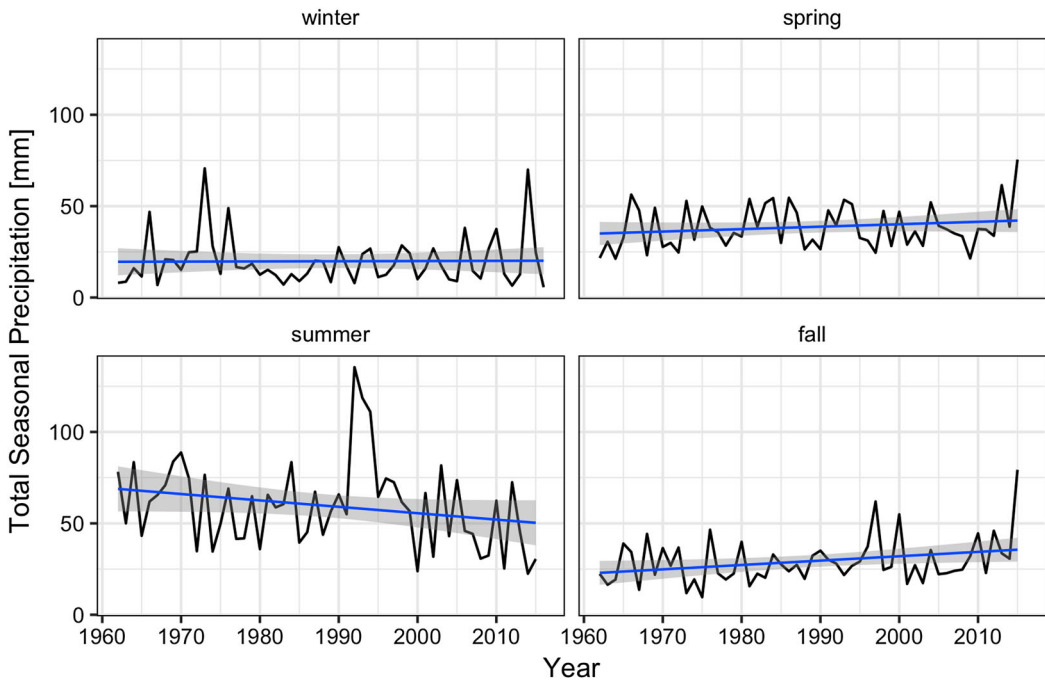 winter
spring
Total Seasonal Precipitation [mm]
100
50
0
summer
fall
100
50
0
1960 1970 1980 1990 2000 2010
1960 1970 1980 1990 2000 2010
Year